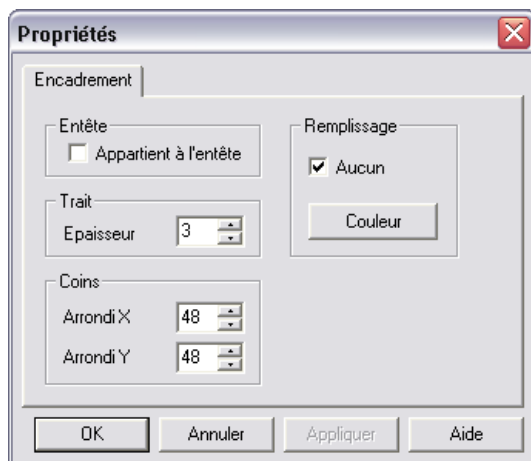 Propriétés
Encadrement
Entête
Appartient à l'entête
Trait
Epaisseur 3
Coins
Arrondi X 48
Arrondi Y 48
Remplissage
Aucun
Couleur
OK Annuler Appliquer Aide